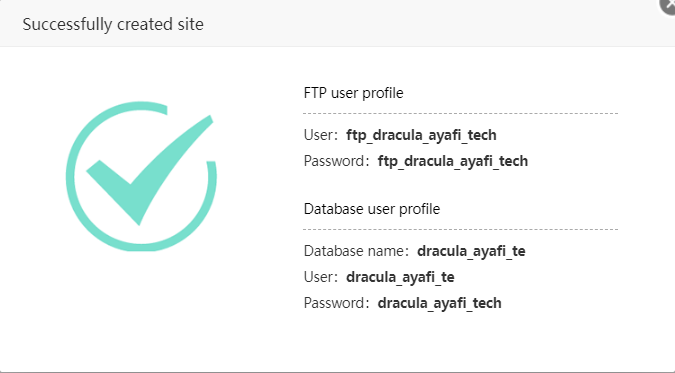 Successfully created site
FTP user profile
User: ftp_dracula_ayafi_tech
Password: ftp_dracula_ayafi_tech
Database user profile
Database name: dracula_ayafi_te
User: dracula_ayafi_te
Password: dracula_ayafi_tech